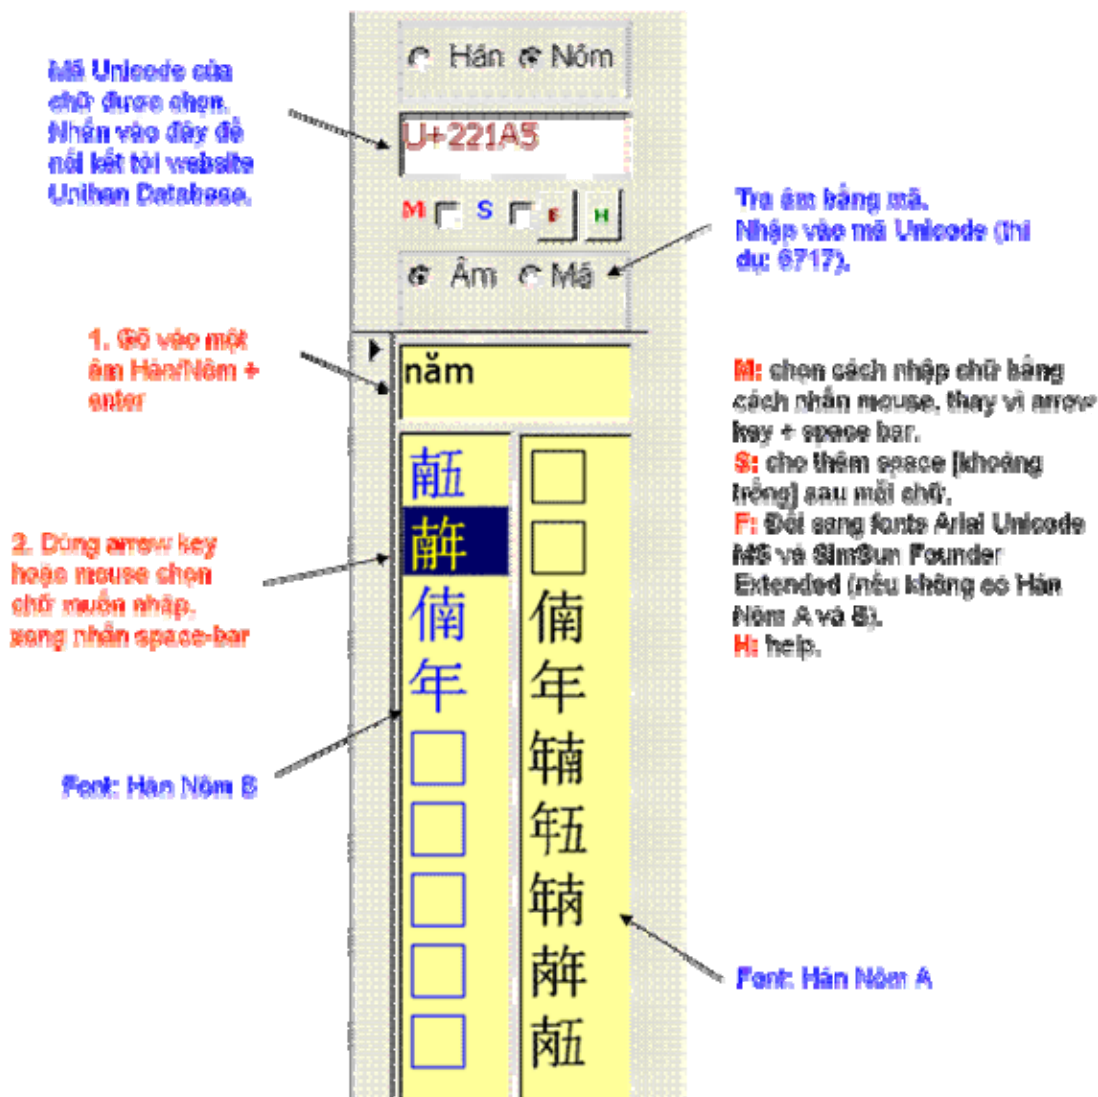 Hán Nôm
Mã Unicode của
chữ được chọn.
Nhấn vào đây để
nối kết tới website
Unihan Database.
U+221A5
M S F H
Âm Mã
Tra âm bằng mã.
Nhập vào mã Unicode (thí
dụ: 6717).
1. Gõ vào một
âm Hán/Nôm +
enter
năm
M: chọn cách nhập chữ bằng
cách nhấn mouse, thay vì arrow
key + space bar.
S: cho thêm space [khoảng
trống] sau mỗi chữ.
F: Đổi sang fonts Arial Unicode
MS và SimSun Founder
Extended (nếu không có Hán
Nôm A và B).
H: help.
2. Dùng arrow key
hoặc mouse chọn
chữ muốn nhập,
xong nhấn space-bar
𠄼
𢆥
㑲 㑲
年 年
Font: Hán Nôm B
Font: Hán Nôm A